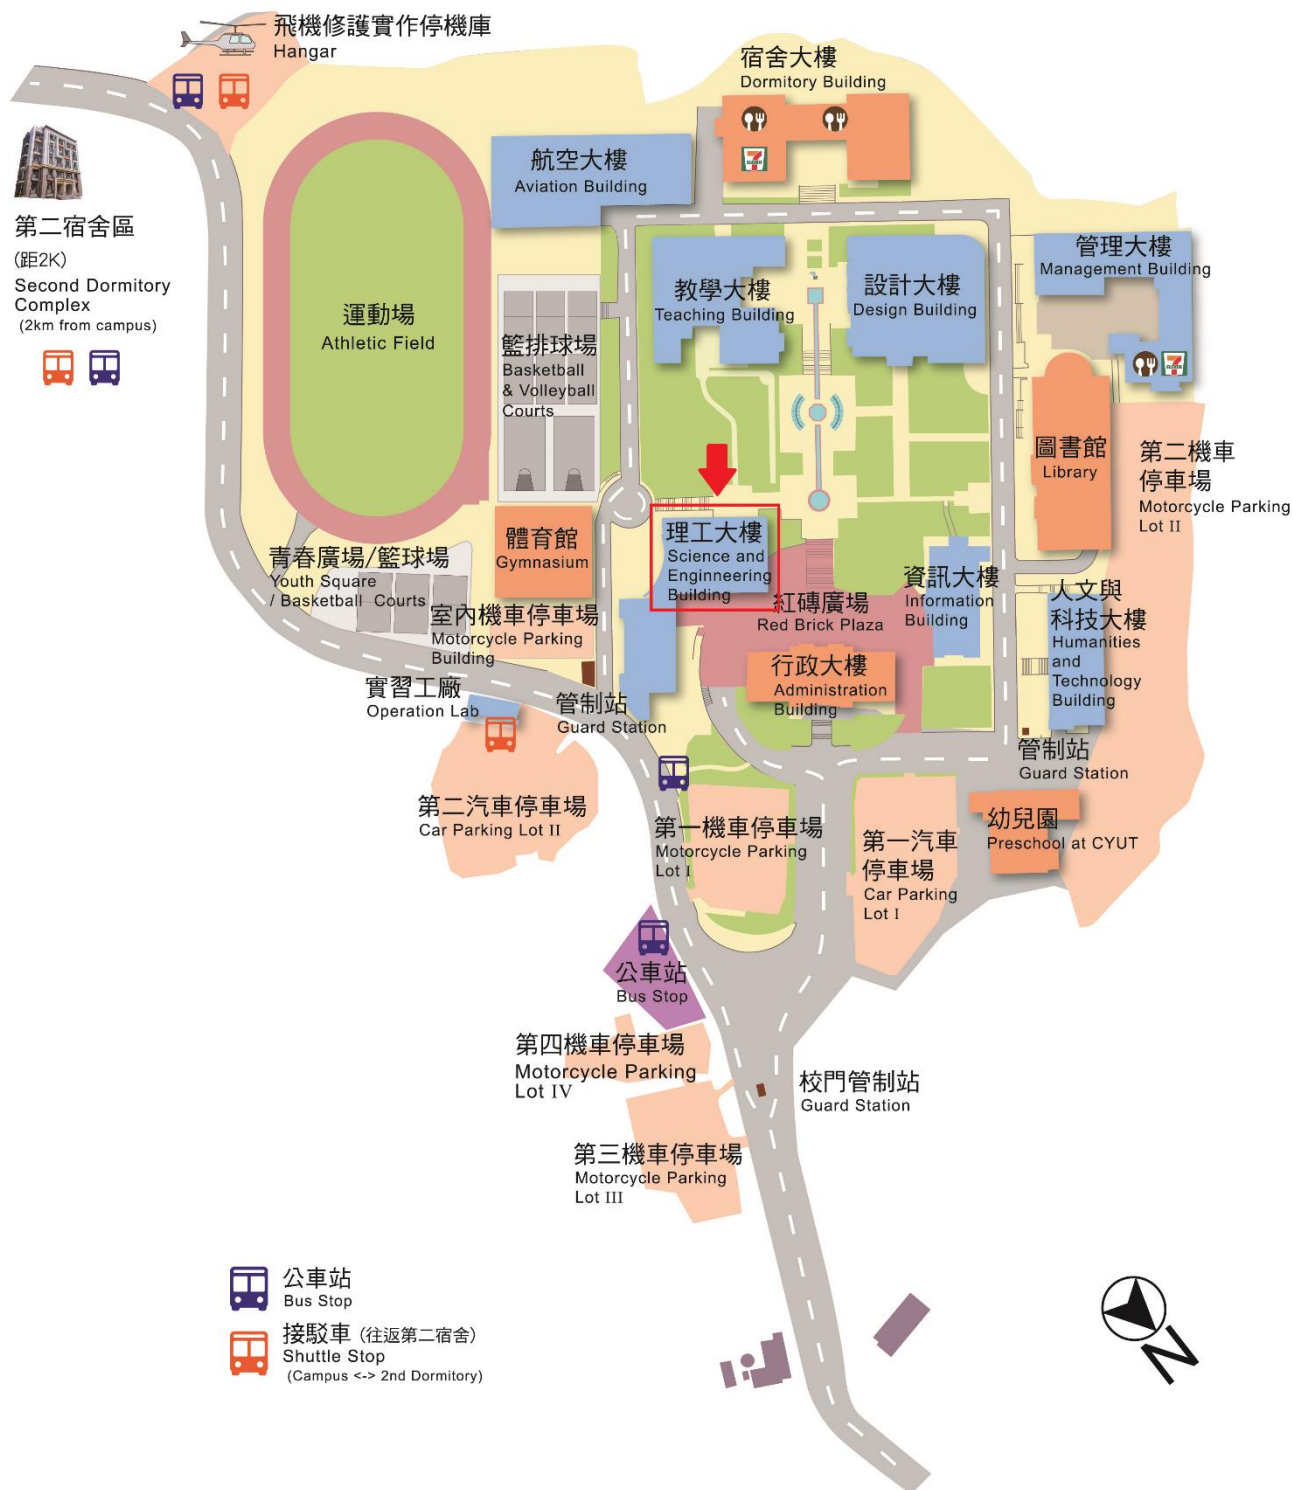 飛機修護實作停機庫
Hangar
宿舍大樓
Dormitory Building
7
ELEVEN
航空大樓
Aviation Building
第二宿舍區
(距2K)
Second Dormitory
Complex
(2km from campus)
運動場
Athletic Field
籃排球場
Basketball
& Volleyball
Courts
教學大樓
Teaching Building
設計大樓
Design Building
管理大樓
Management Building
7
ELEVEN
圖書館
Library
第二機車
停車場
Motorcycle Parking
Lot II
體育館
Gymnasium
理工大樓
Science and
Enginneering
Building
青春廣場/籃球場
Youth Square
/ Basketball Courts
室內機車停車場
Motorcycle Parking
Building
紅磚廣場
Red Brick Plaza
資訊大樓
Information
Building
人文與
科技大樓
Humanities
and
Technology
Building
行政大樓
Administration
Building
實習工廠
Operation Lab
管制站
Guard Station
管制站
Guard Station
第二汽車停車場
Car Parking Lot II
第一機車停車場
Motorcycle Parking
Lot I
第一汽車
停車場
Car Parking
Lot I
幼兒園
Preschool at CYUT
公車站
Bus Stop
第四機車停車場
Motorcycle Parking
Lot IV
校門管制站
Guard Station
第三機車停車場
Motorcycle Parking
Lot III
公車站
Bus Stop
接駁車 (往返第二宿舍)
Shuttle Stop
(Campus <-> 2nd Dormitory)
N